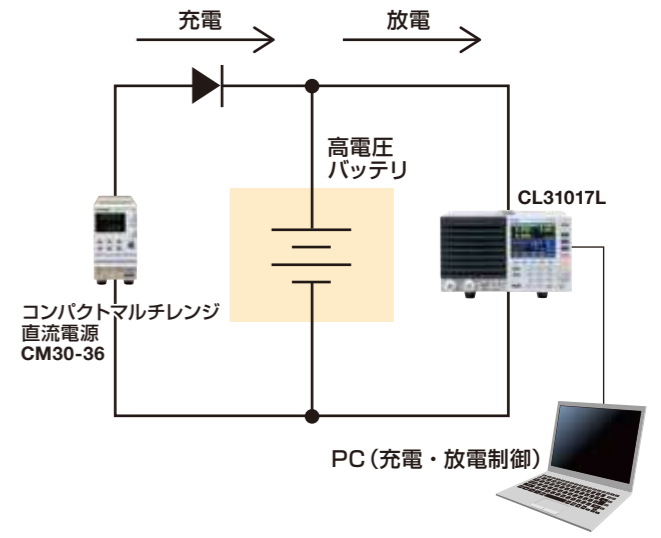 充電
放電
高電圧
バッテリ
CL31017L
コンパクトマルチレンジ
直流電源
CM30-36
PC(充電・放電制御)